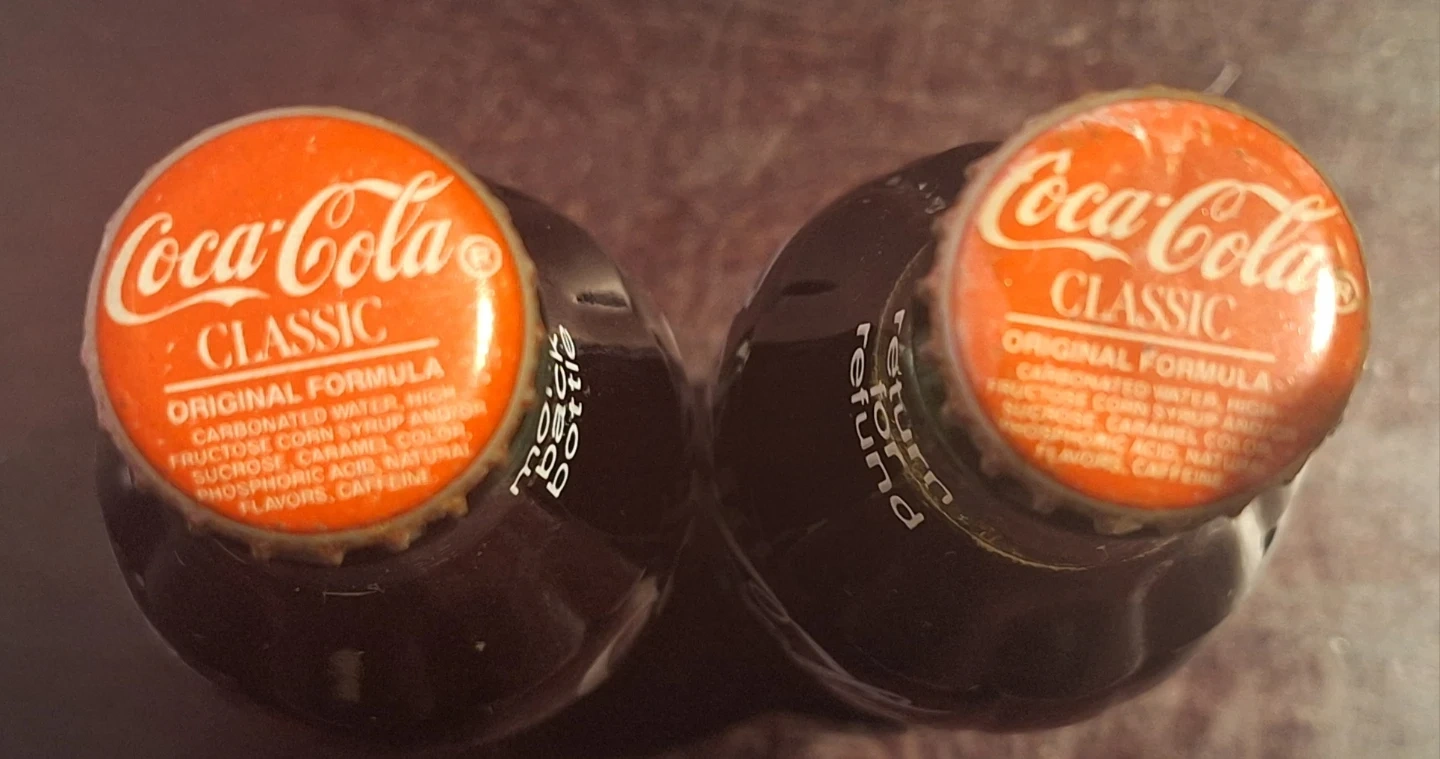 Coca-Cola®
CLASSIC
ORIGINAL FORMULA
CARBONATED WATER, HIGH
FRUCTOSE CORN SYRUP AND/OR
SUCROSE, CARAMEL COLOR,
PHOSPHORIC ACID, NATURAL
FLAVORS, CAFFEINE.
bottle
return
for
refund
Coca-Cola®
CLASSIC
ORIGINAL FORMULA
CARBONATED WATER, HIGH
FRUCTOSE CORN SYRUP AND/OR
SUCROSE, CARAMEL COLOR,
PHOSPHORIC ACID, NATURAL
FLAVORS, CAFFEINE.